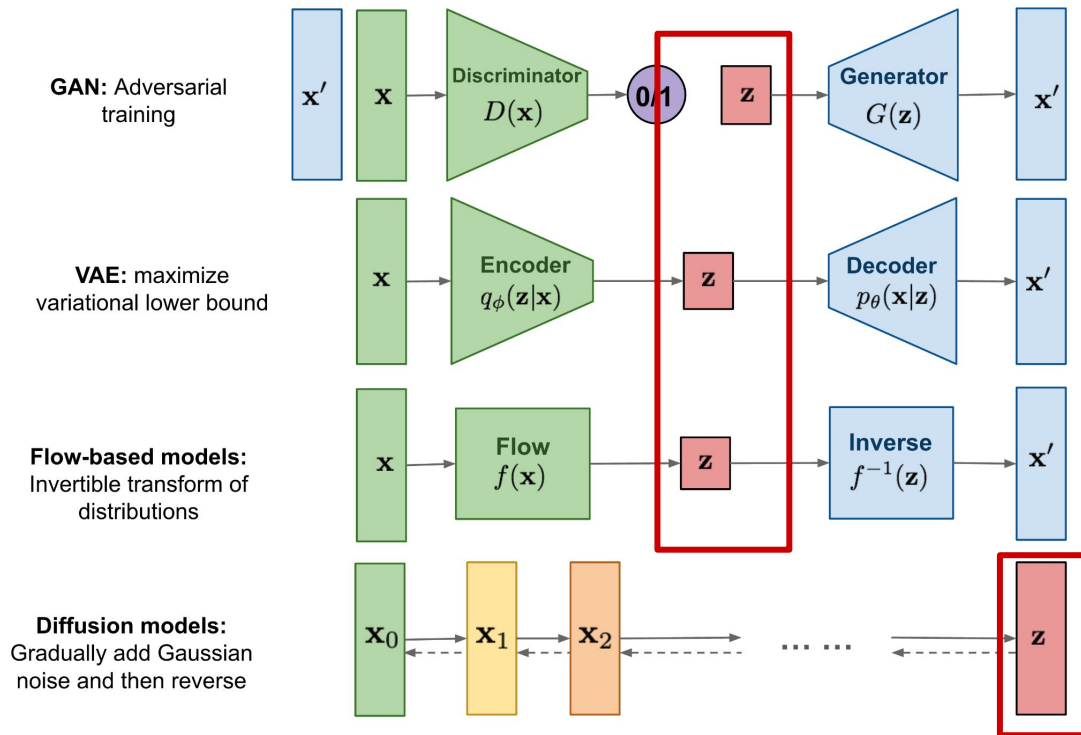 GAN: Adversarial
training
x′
x
Discriminator
D(x)
0/1
z
Generator
G(z)
x′
VAE: maximize
variational lower bound
x
Encoder
qϕ(z|x)
z
Decoder
pθ(x|z)
x′
Flow-based models:
Invertible transform of
distributions
x
Flow
f(x)
z
Inverse
f⁻¹(z)
x′
Diffusion models:
Gradually add Gaussian
noise and then reverse
x₀
x₁
x₂
... ...
z